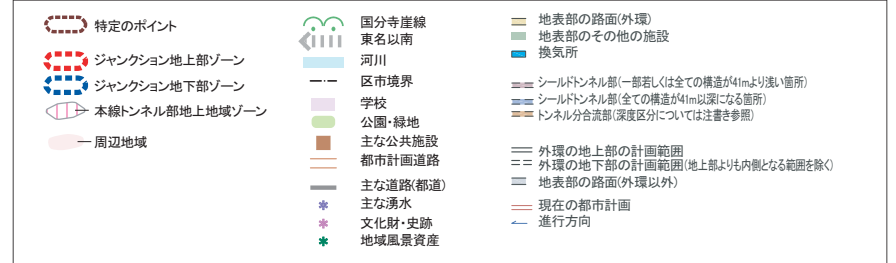 特定のポイント
ジャンクション地上部ゾーン
ジャンクション地下部ゾーン
本線トンネル部地上地域ゾーン
周辺地域
国分寺崖線
東名以南
河川
区市境界
学校
公園・緑地
主な公共施設
都市計画道路
主な道路(都道)
主な湧水
文化財・史跡
地域風景資産
地表部の路面(外環)
地表部のその他の施設
換気所
シールドトンネル部(一部若しくは全ての構造が41mより浅い箇所)
シールドトンネル部(全ての構造が41m以深になる箇所)
トンネル分合流部(深度区分については注書き参照)
外環の地上部の計画範囲
外環の地下部の計画範囲(地上部よりも内側となる範囲を除く)
地表部の路面(外環以外)
現在の都市計画
進行方向